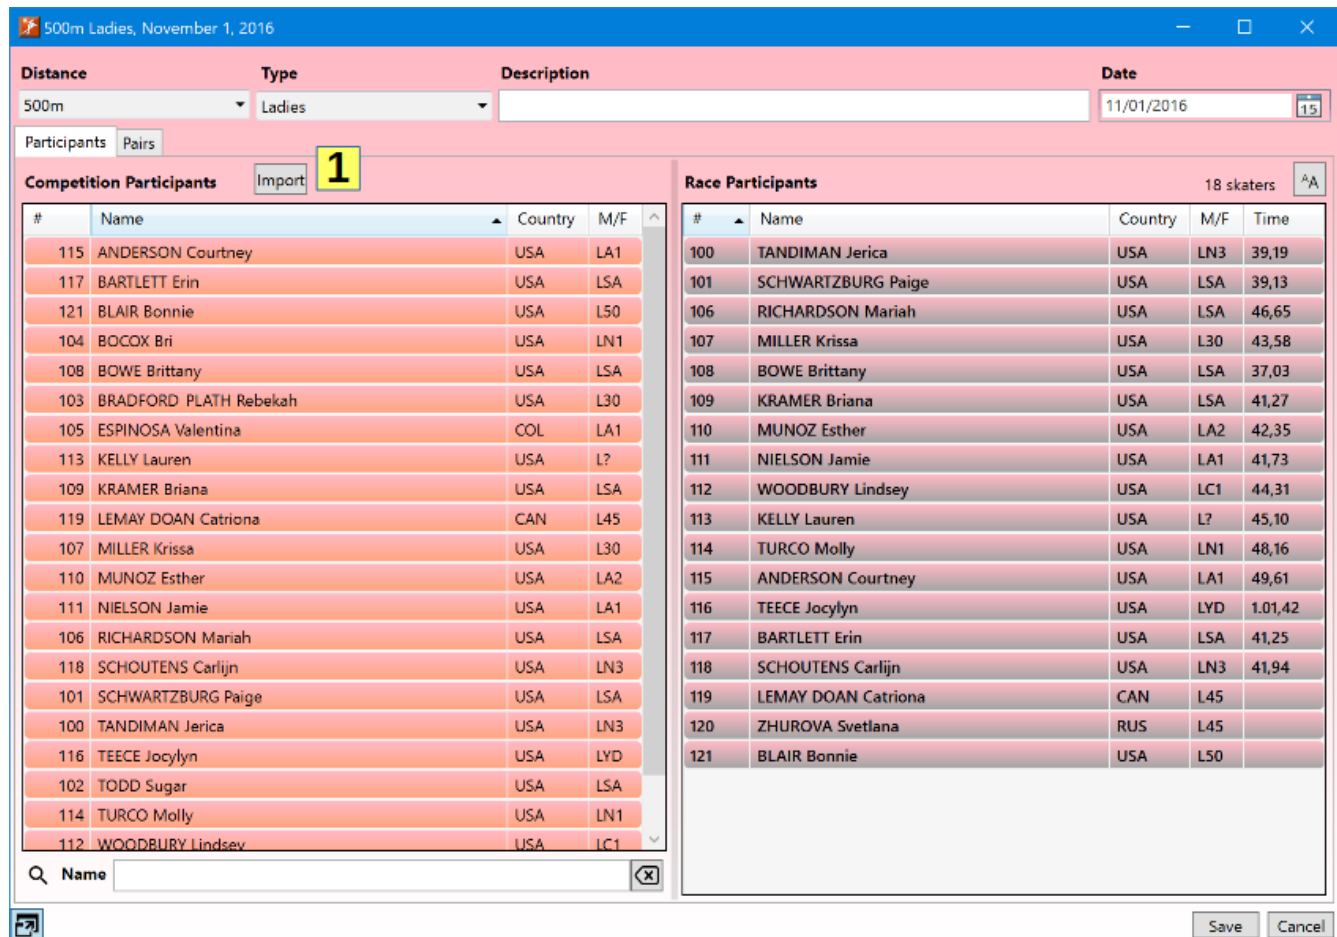 500m Ladies, November 1, 2016
Distance Type Description Date
500m Ladies 11/01/2016 15
Participants Pairs
Competition Participants Import 1
# Name Country M/F
115 ANDERSON Courtney USA LA1
117 BARTLETT Erin USA LSA
121 BLAIR Bonnie USA L50
104 BOCOX Bri USA LN1
108 BOWE Brittany USA LSA
103 BRADFORD PLATH Rebekah USA L30
105 ESPINOSA Valentina COL LA1
113 KELLY Lauren USA L?
109 KRAMER Briana USA LSA
119 LEMAY DOAN Catriona CAN L45
107 MILLER Krissa USA L30
110 MUNOZ Esther USA LA2
111 NIELSON Jamie USA LA1
106 RICHARDSON Mariah USA LSA
118 SCHOUTENS Carlijn USA LN3
101 SCHWARTZBURG Paige USA LSA
100 TANDIMAN Jerica USA LN3
116 TEECE Jocylyn USA LYD
102 TODD Sugar USA LSA
114 TURCO Molly USA LN1
112 WOODBURY Lindsey USA LC1
Name
Race Participants 18 skaters AA
# Name Country M/F Time
100 TANDIMAN Jerica USA LN3 39,19
101 SCHWARTZBURG Paige USA LSA 39,13
106 RICHARDSON Mariah USA LSA 46,65
107 MILLER Krissa USA L30 43,58
108 BOWE Brittany USA LSA 37,03
109 KRAMER Briana USA LSA 41,27
110 MUNOZ Esther USA LA2 42,35
111 NIELSON Jamie USA LA1 41,73
112 WOODBURY Lindsey USA LC1 44,31
113 KELLY Lauren USA L? 45,10
114 TURCO Molly USA LN1 48,16
115 ANDERSON Courtney USA LA1 49,61
116 TEECE Jocylyn USA LYD 1.01,42
117 BARTLETT Erin USA LSA 41,25
118 SCHOUTENS Carlijn USA LN3 41,94
119 LEMAY DOAN Catriona CAN L45
120 ZHUROVA Svetlana RUS L45
121 BLAIR Bonnie USA L50
Save Cancel